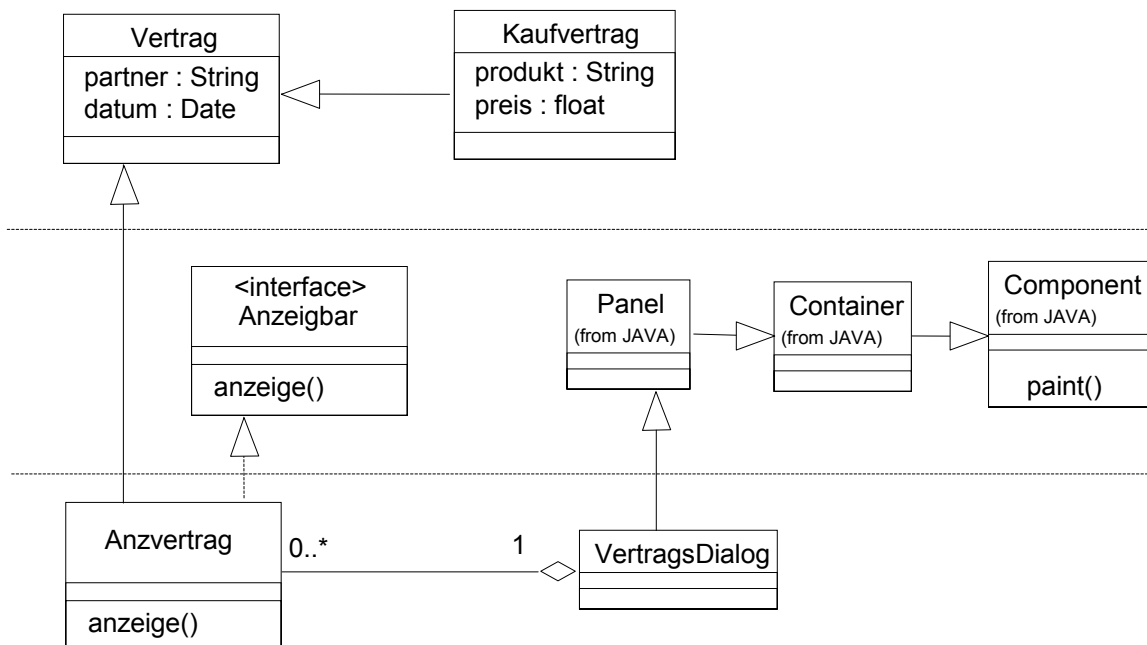 Vertrag
partner : String
datum : Date
Kaufvertrag
produkt : String
preis : float
<interface>
Anzeigbar
anzeige()
Panel
(from JAVA)
Container
(from JAVA)
Component
(from JAVA)
paint()
Anzvertrag
anzeige()
0..*
1
VertragsDialog